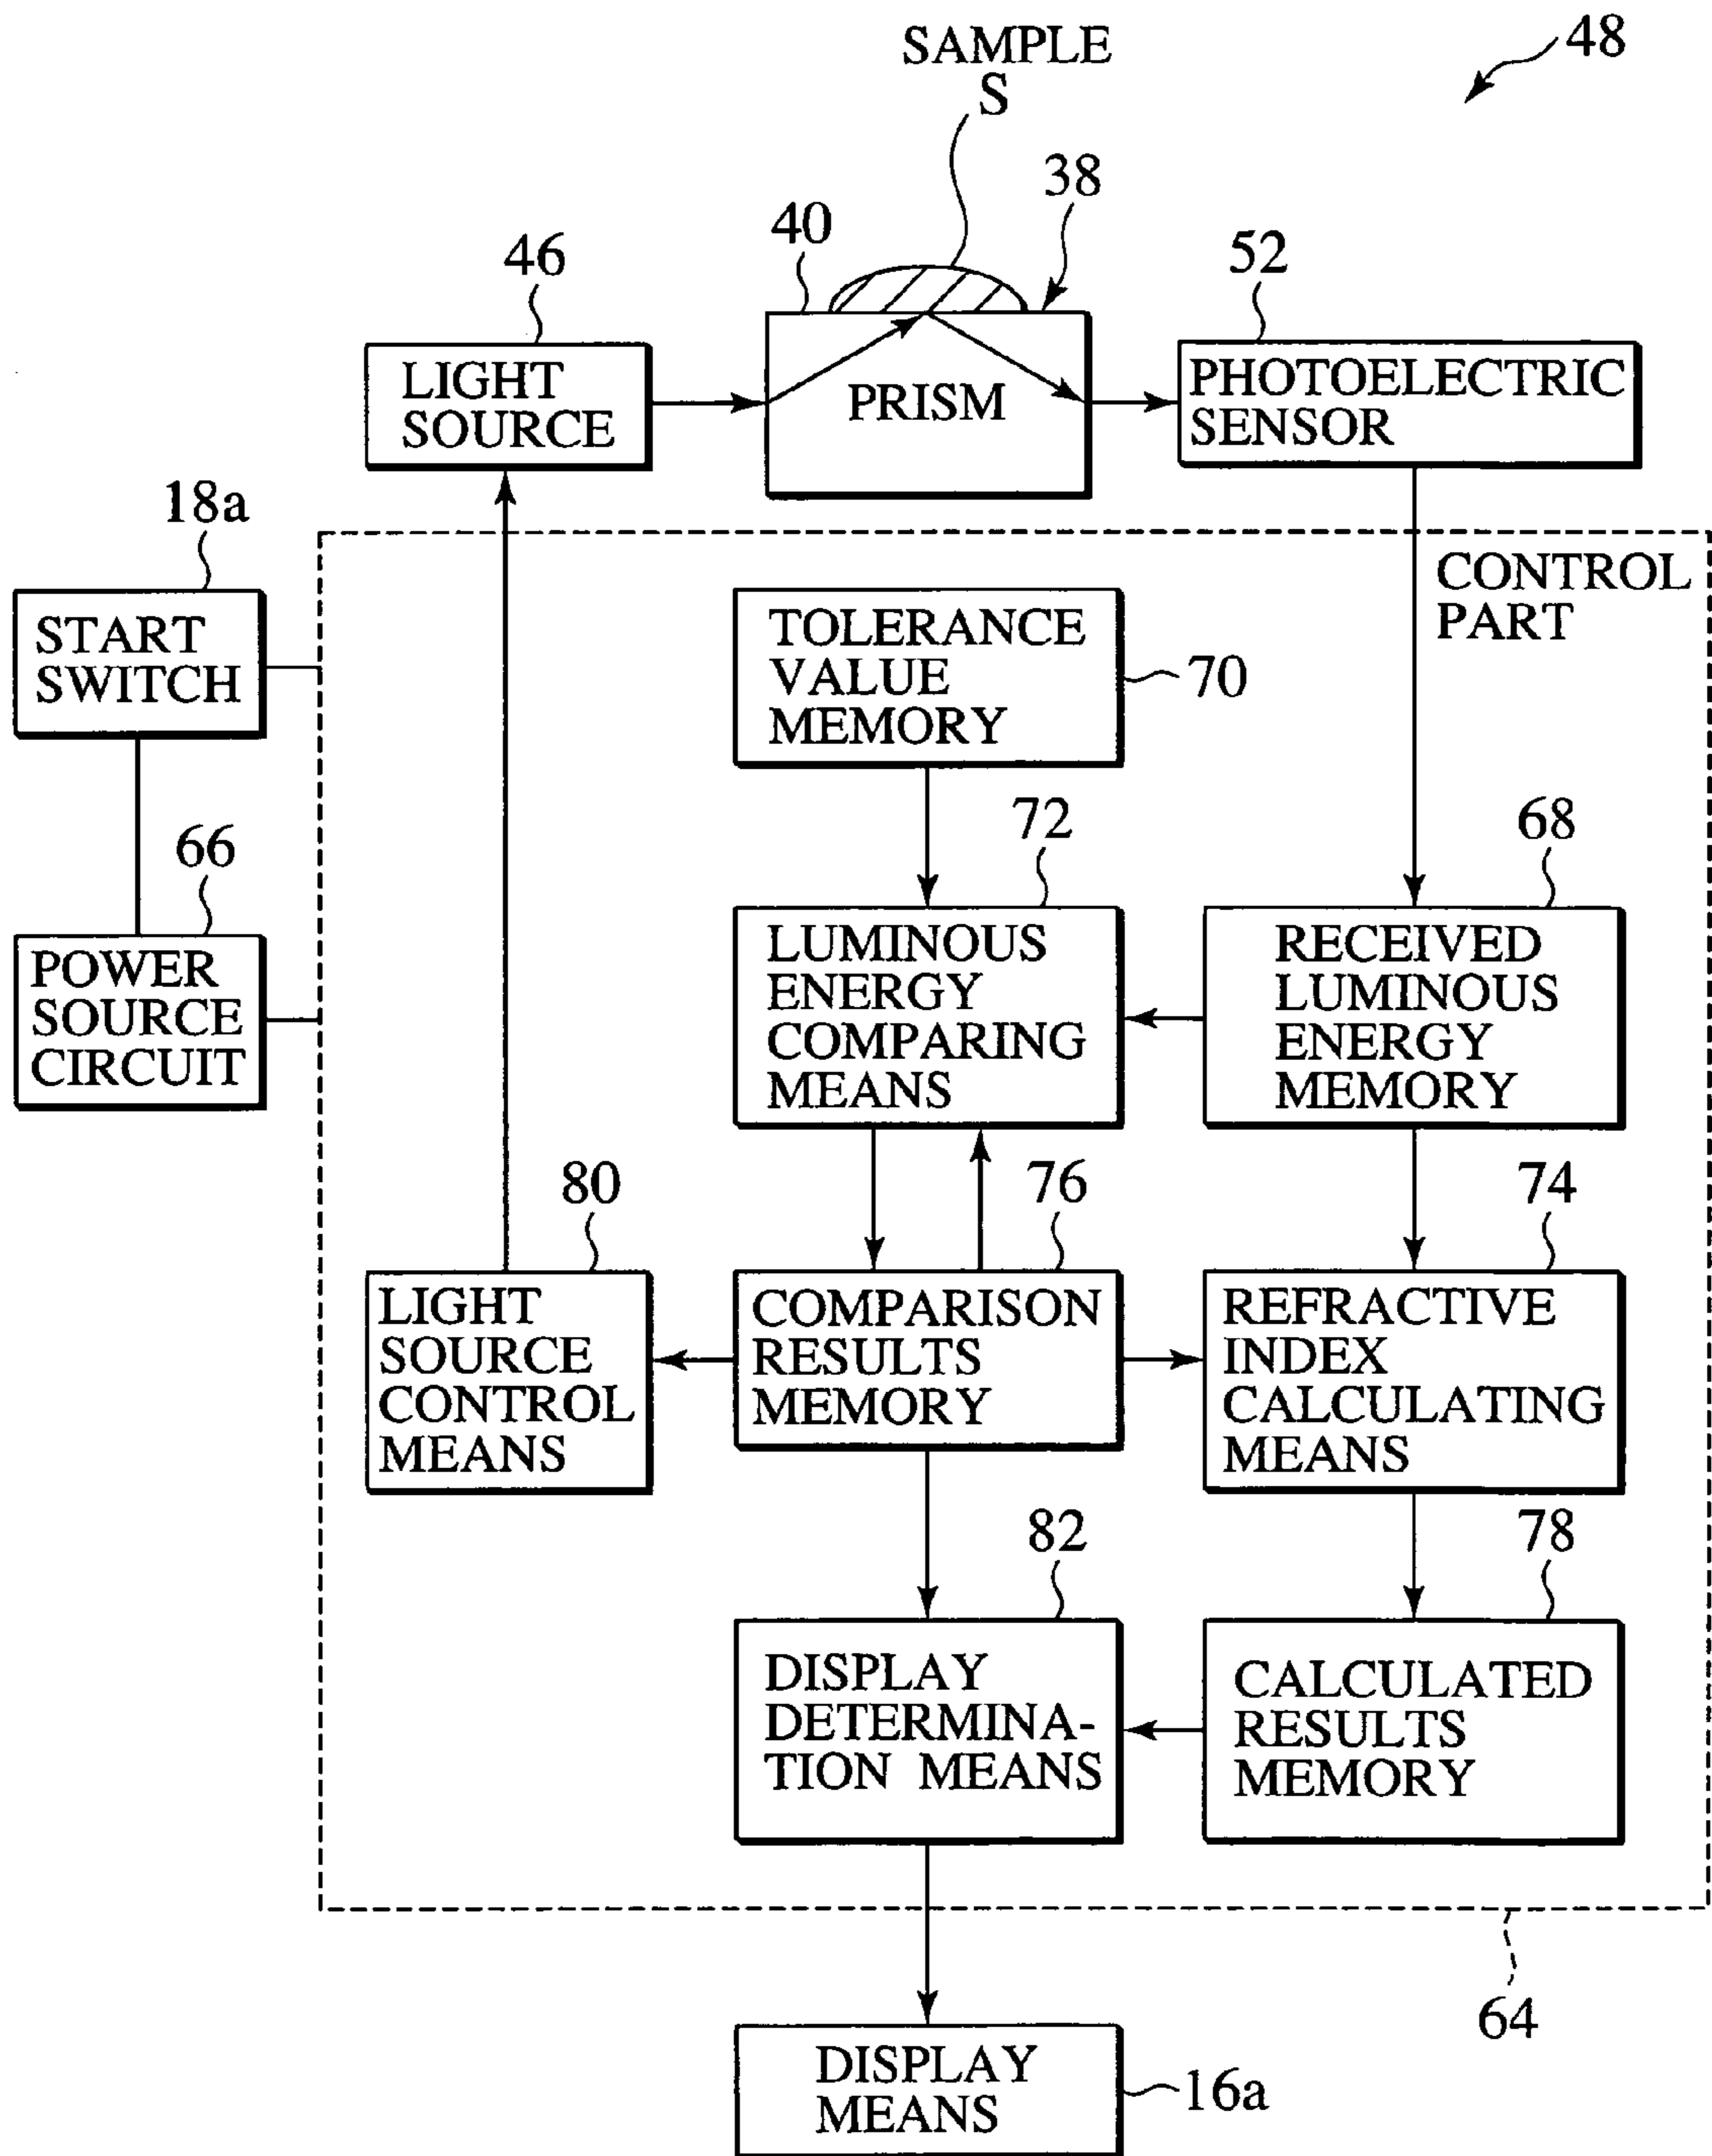 48
SAMPLE
S
38
40
46
52
LIGHT
SOURCE
PRISM
PHOTOELECTRIC
SENSOR
18a
START
SWITCH
CONTROL
PART
TOLERANCE
VALUE
MEMORY
70
66
POWER
SOURCE
CIRCUIT
72
LUMINOUS
ENERGY
COMPARING
MEANS
68
RECEIVED
LUMINOUS
ENERGY
MEMORY
80
LIGHT
SOURCE
CONTROL
MEANS
76
COMPARISON
RESULTS
MEMORY
74
REFRACTIVE
INDEX
CALCULATING
MEANS
82
DISPLAY
DETERMINA-
TION MEANS
78
CALCULATED
RESULTS
MEMORY
64
DISPLAY
MEANS
16a